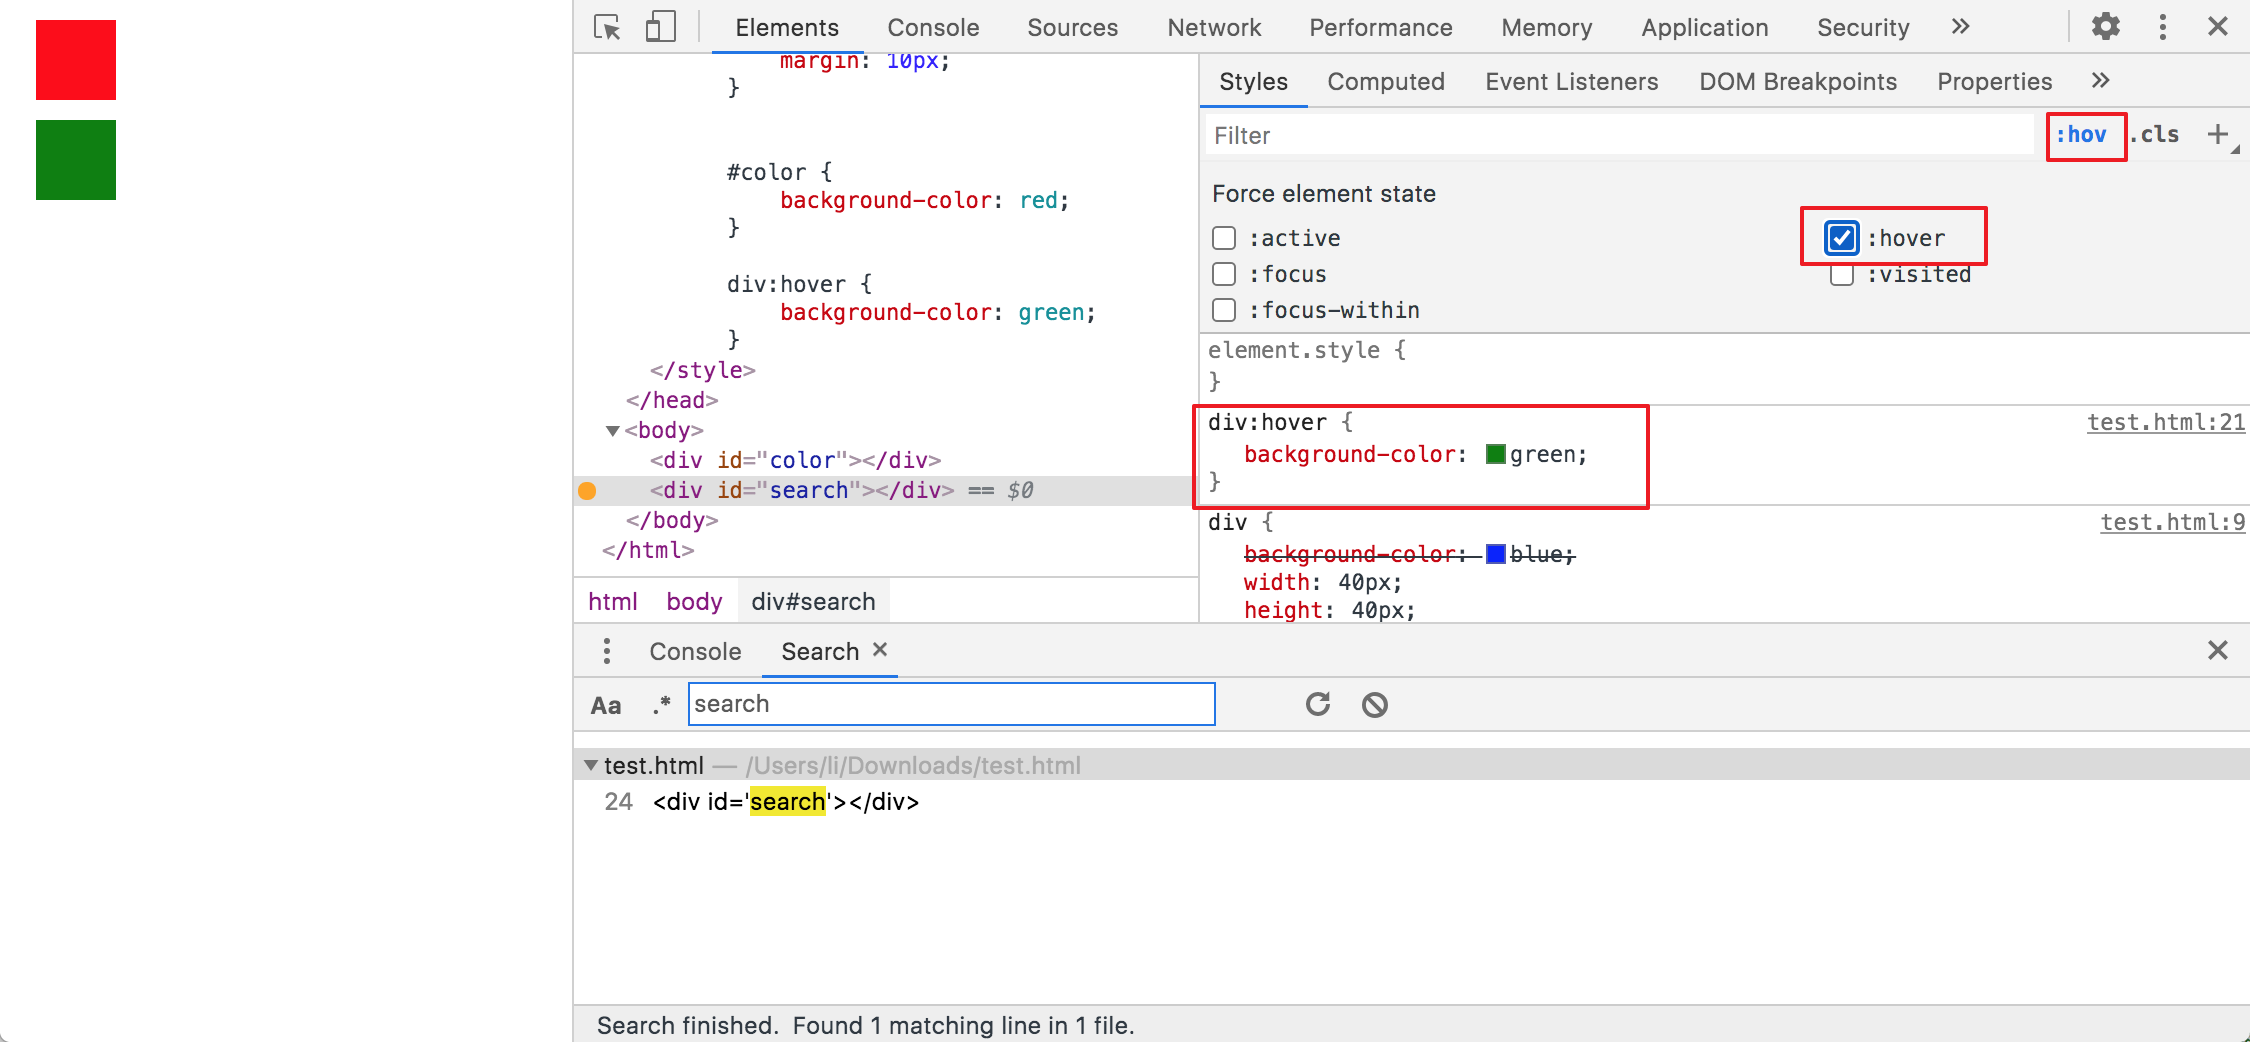 Elements Console Sources Network Performance Memory Application Security »
margin: 10px;
}
#color {
background-color: red;
}
div:hover {
background-color: green;
}
</style>
</head>
▼<body>
<div id="color"></div>
<div id="search"></div> == $0
</body>
</html>
html body div#search
Styles Computed Event Listeners DOM Breakpoints Properties »
Filter :hov .cls +
Force element state
:active :hover
:focus :visited
:focus-within
element.style {
}
div:hover { test.html:21
background-color: green;
}
div { test.html:9
background-color: blue;
width: 40px;
height: 40px;
Console Search ×
Aa .* search
▼test.html — /Users/li/Downloads/test.html
24 <div id='search'></div>
Search finished. Found 1 matching line in 1 file.